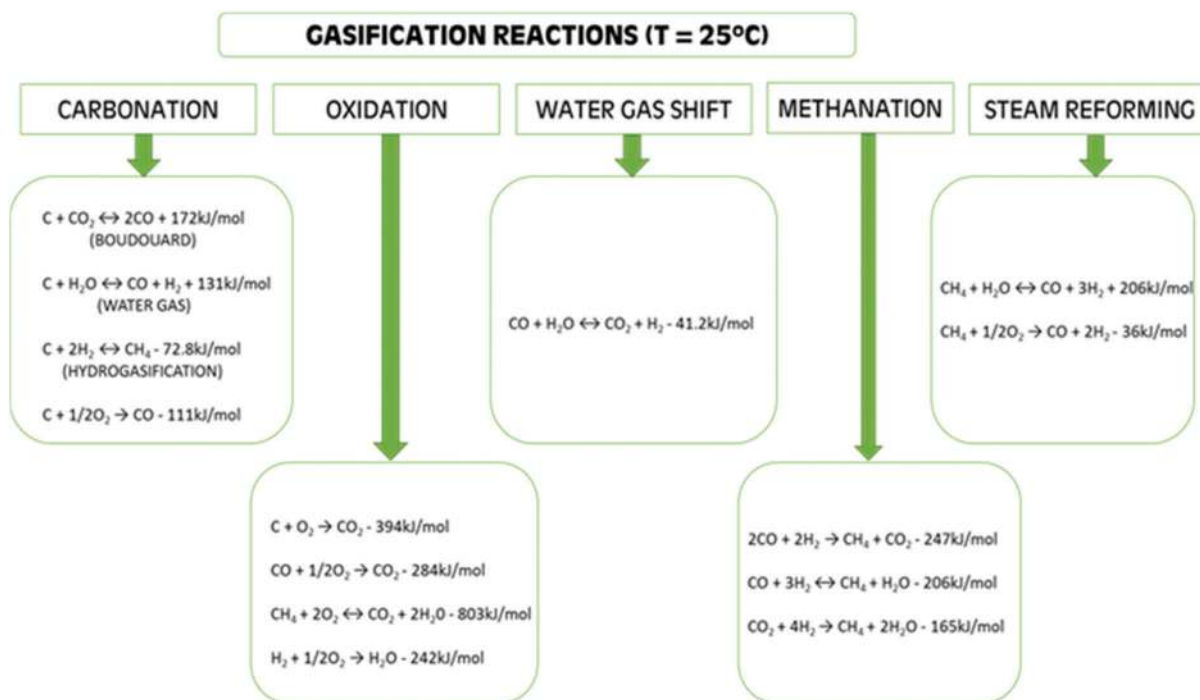 GASIFICATION REACTIONS (T = 25ºC)
CARBONATION
C + CO₂ ↔ 2CO + 172kJ/mol
(BOUDOUARD)
C + H₂O ↔ CO + H₂ + 131kJ/mol
(WATER GAS)
C + 2H₂ ↔ CH₄ - 72.8kJ/mol
(HYDROGASIFICATION)
C + 1/2O₂ → CO - 111kJ/mol
OXIDATION
C + O₂ → CO₂ - 394kJ/mol
CO + 1/2O₂ → CO₂ - 284kJ/mol
CH₄ + 2O₂ ↔ CO₂ + 2H₂0 - 803kJ/mol
H₂ + 1/2O₂ → H₂O - 242kJ/mol
WATER GAS SHIFT
CO + H₂O ↔ CO₂ + H₂ - 41.2kJ/mol
METHANATION
2CO + 2H₂ → CH₄ + CO₂ - 247kJ/mol
CO + 3H₂ ↔ CH₄ + H₂O - 206kJ/mol
CO₂ + 4H₂ → CH₄ + 2H₂O - 165kJ/mol
STEAM REFORMING
CH₄ + H₂O ↔ CO + 3H₂ + 206kJ/mol
CH₄ + 1/2O₂ → CO + 2H₂ - 36kJ/mol